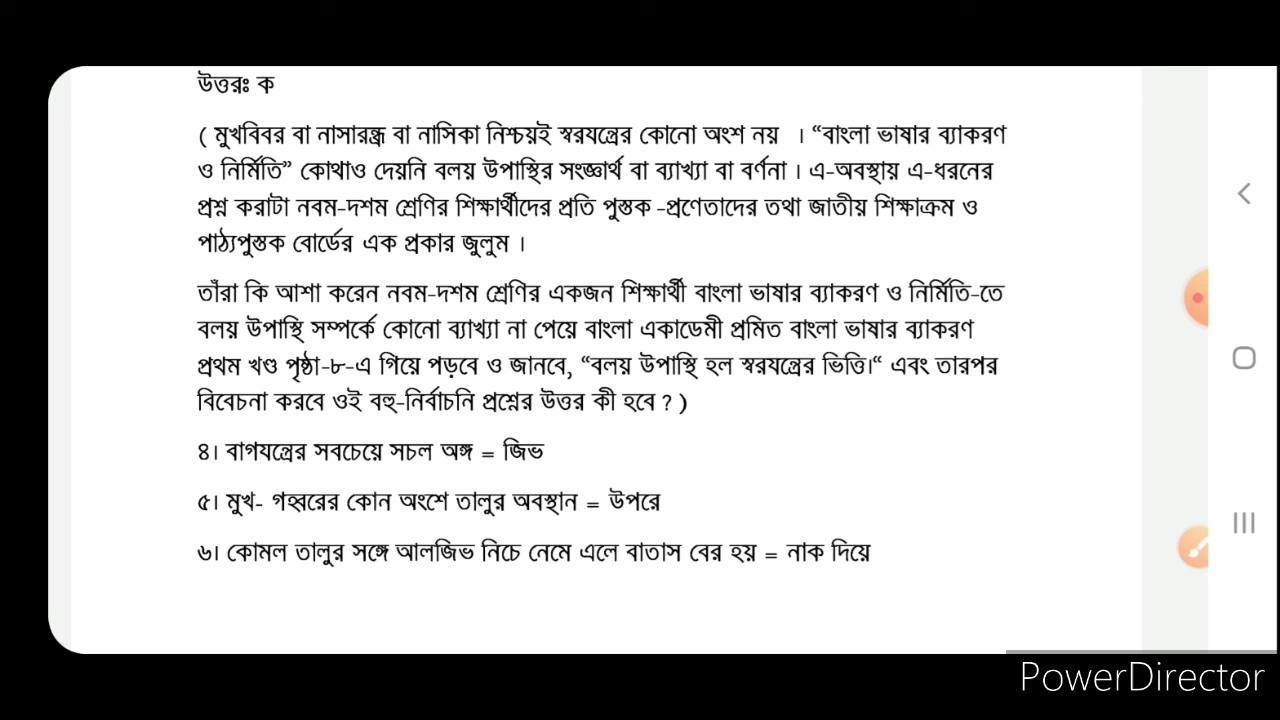 উত্তরঃ ক
( মুখবিবর বা নাসারন্ধ্র বা নাসিকা নিশ্চয়ই স্বরযন্ত্রের কোনো অংশ নয় । “বাংলা ভাষার ব্যাকরণ
ও নির্মিতি” কোথাও দেয়নি বলয় উপাস্থির সংজ্ঞার্থ বা ব্যাখ্যা বা বর্ণনা । এ-অবস্থায় এ-ধরনের
প্রশ্ন করাটা নবম-দশম শ্রেণির শিক্ষার্থীদের প্রতি পুস্তক -প্রণেতাদের তথা জাতীয় শিক্ষাক্রম ও
পাঠ্যপুস্তক বোর্ডের এক প্রকার জুলুম ।
তাঁরা কি আশা করেন নবম-দশম শ্রেণির একজন শিক্ষার্থী বাংলা ভাষার ব্যাকরণ ও নির্মিতি-তে
বলয় উপাস্থি সম্পর্কে কোনো ব্যাখ্যা না পেয়ে বাংলা একাডেমী প্রমিত বাংলা ভাষার ব্যাকরণ
প্রথম খণ্ড পৃষ্ঠা-৮-এ গিয়ে পড়বে ও জানবে, “বলয় উপাস্থি হল স্বরযন্ত্রের ভিত্তি।“ এবং তারপর
বিবেচনা করবে ওই বহু-নির্বাচনি প্রশ্নের উত্তর কী হবে ? )
৪। বাগযন্ত্রের সবচেয়ে সচল অঙ্গ = জিভ
৫। মুখ- গহ্বরের কোন অংশে তালুর অবস্থান = উপরে
৬। কোমল তালুর সঙ্গে আলজিভ নিচে নেমে এলে বাতাস বের হয় = নাক দিয়ে
PowerDirector